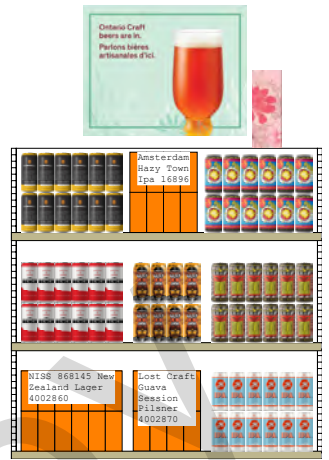 Ontario Craft
beers are in.
Parlons bières
artisanales d'ici.
Amsterdam
Hazy Town
Ipa 16896
NISS 868145 New
Zealand Lager
4002860
Lost Craft
Guava
Session
Pilsner
4002870